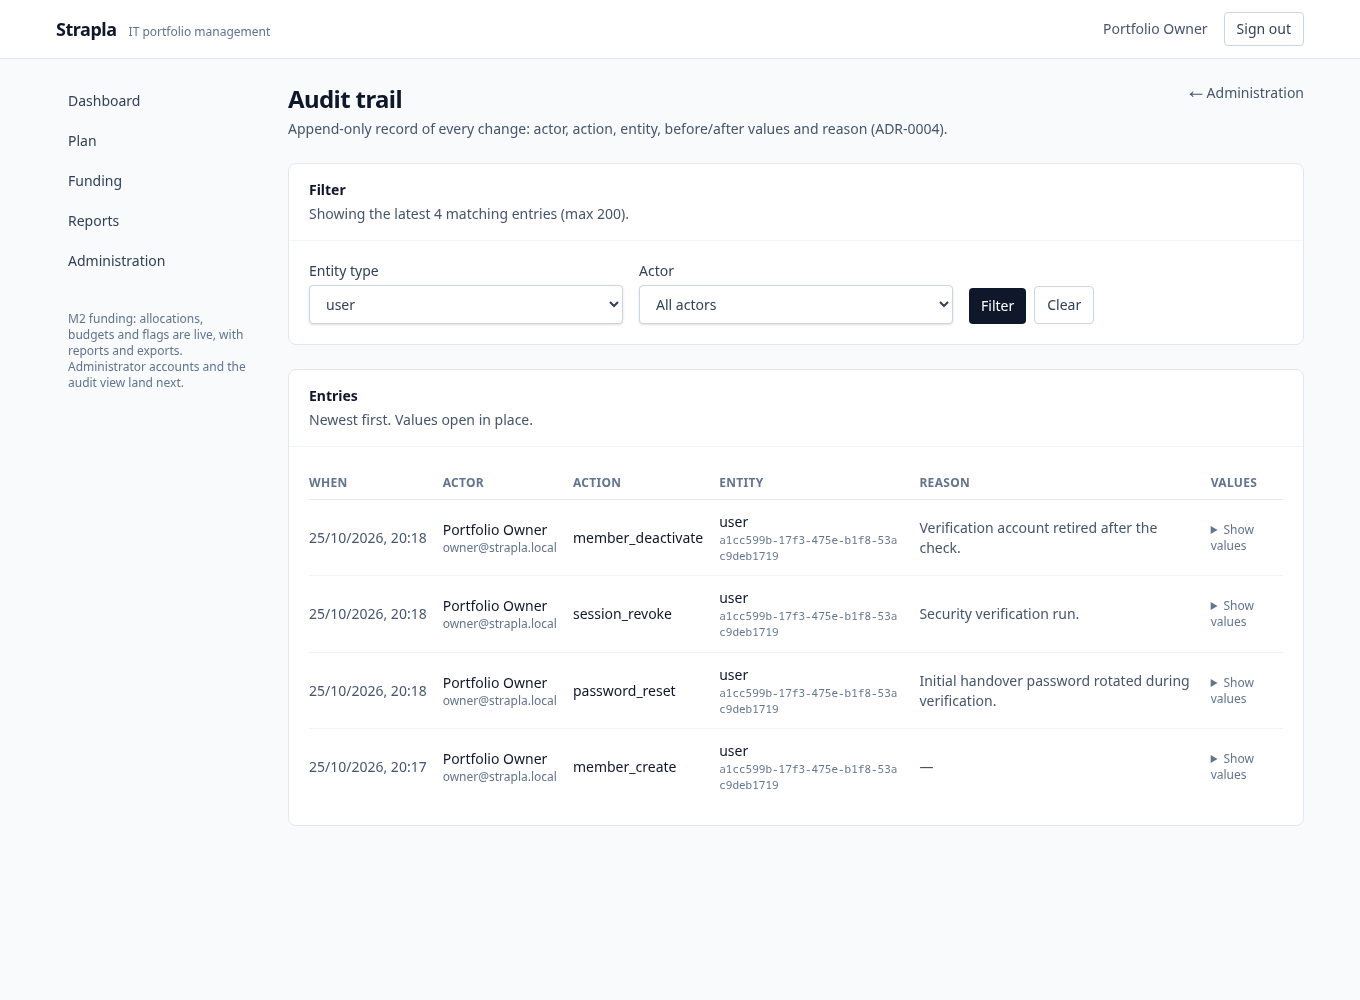 Strapla IT portfolio management
Portfolio Owner
Sign out
Dashboard
Plan
Funding
Reports
Administration
M2 funding: allocations,
budgets and flags are live, with
reports and exports.
Administrator accounts and the
audit view land next.
Audit trail
← Administration
Append-only record of every change: actor, action, entity, before/after values and reason (ADR-0004).
Filter
Showing the latest 4 matching entries (max 200).
Entity type
user
Actor
All actors
Filter
Clear
Entries
Newest first. Values open in place.
WHEN ACTOR ACTION ENTITY REASON VALUES
25/10/2026, 20:18
Portfolio Owner
owner@strapla.local
member_deactivate
user
a1cc599b-17f3-475e-b1f8-53a
c9deb1719
Verification account retired after the
check.
▶ Show
values
25/10/2026, 20:18
Portfolio Owner
owner@strapla.local
session_revoke
user
a1cc599b-17f3-475e-b1f8-53a
c9deb1719
Security verification run.
▶ Show
values
25/10/2026, 20:18
Portfolio Owner
owner@strapla.local
password_reset
user
a1cc599b-17f3-475e-b1f8-53a
c9deb1719
Initial handover password rotated during
verification.
▶ Show
values
25/10/2026, 20:17
Portfolio Owner
owner@strapla.local
member_create
user
a1cc599b-17f3-475e-b1f8-53a
c9deb1719
—
▶ Show
values